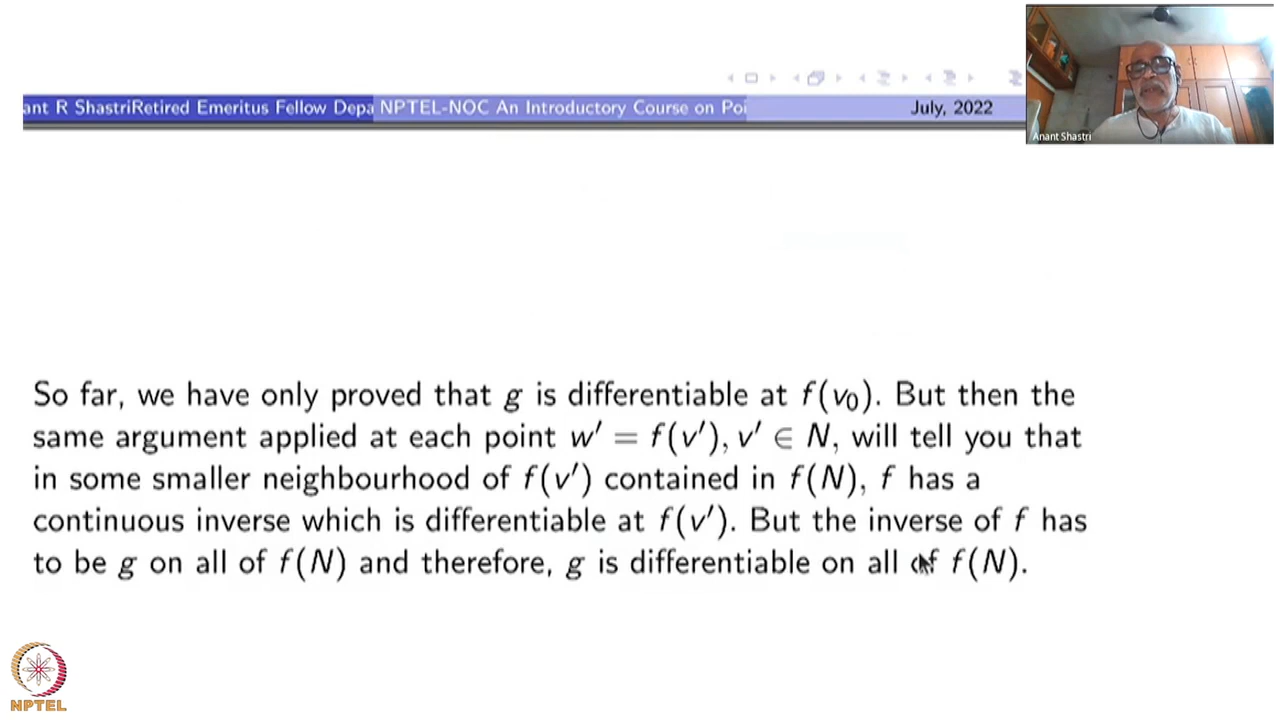 ant R ShastriRetired Emeritus Fellow Depa NPTEL-NOC An Introductory Course on Poi July, 2022
Anant Shastri
So far, we have only proved that g is differentiable at f(v₀). But then the
same argument applied at each point w′ = f(v′), v′ ∈ N, will tell you that
in some smaller neighbourhood of f(v′) contained in f(N), f has a
continuous inverse which is differentiable at f(v′). But the inverse of f has
to be g on all of f(N) and therefore, g is differentiable on all of f(N).
NPTEL